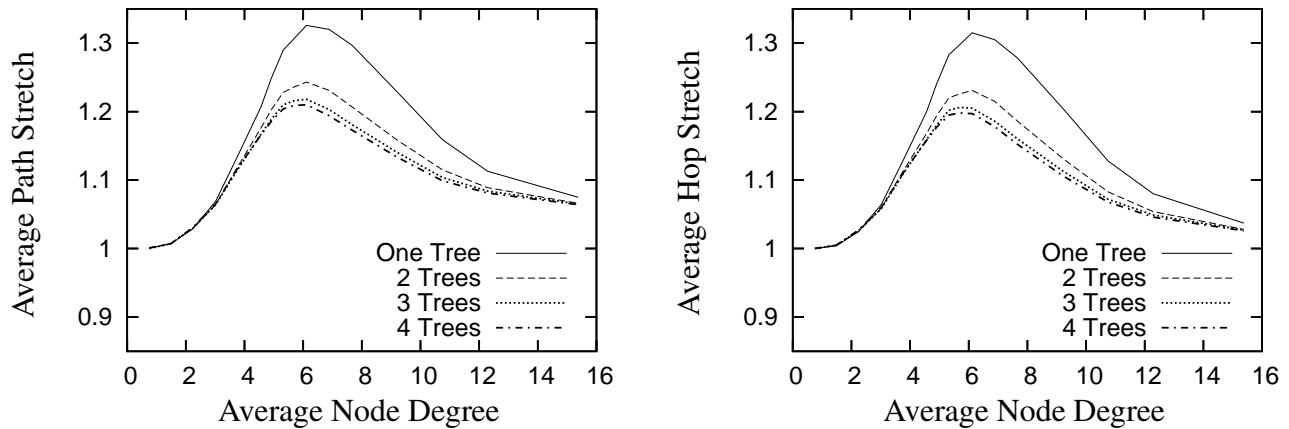 Average Path Stretch
1.3
1.2
1.1
1
0.9
One Tree
2 Trees
3 Trees
4 Trees
0 2 4 6 8 10 12 14 16
Average Node Degree
Average Hop Stretch
1.3
1.2
1.1
1
0.9
One Tree
2 Trees
3 Trees
4 Trees
0 2 4 6 8 10 12 14 16
Average Node Degree